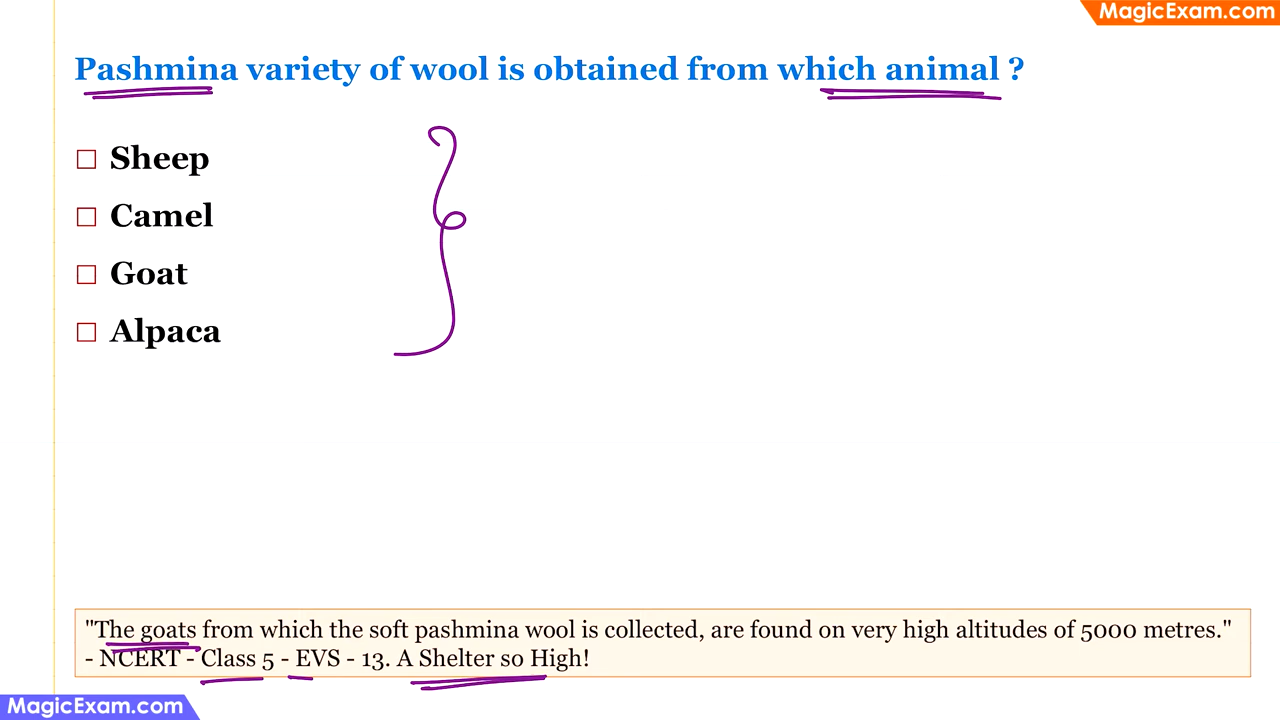 MagicExam.com
Pashmina variety of wool is obtained from which animal ?
Sheep
Camel
Goat
Alpaca
"The goats from which the soft pashmina wool is collected, are found on very high altitudes of 5000 metres."
- NCERT - Class 5 - EVS - 13. A Shelter so High!
MagicExam.com